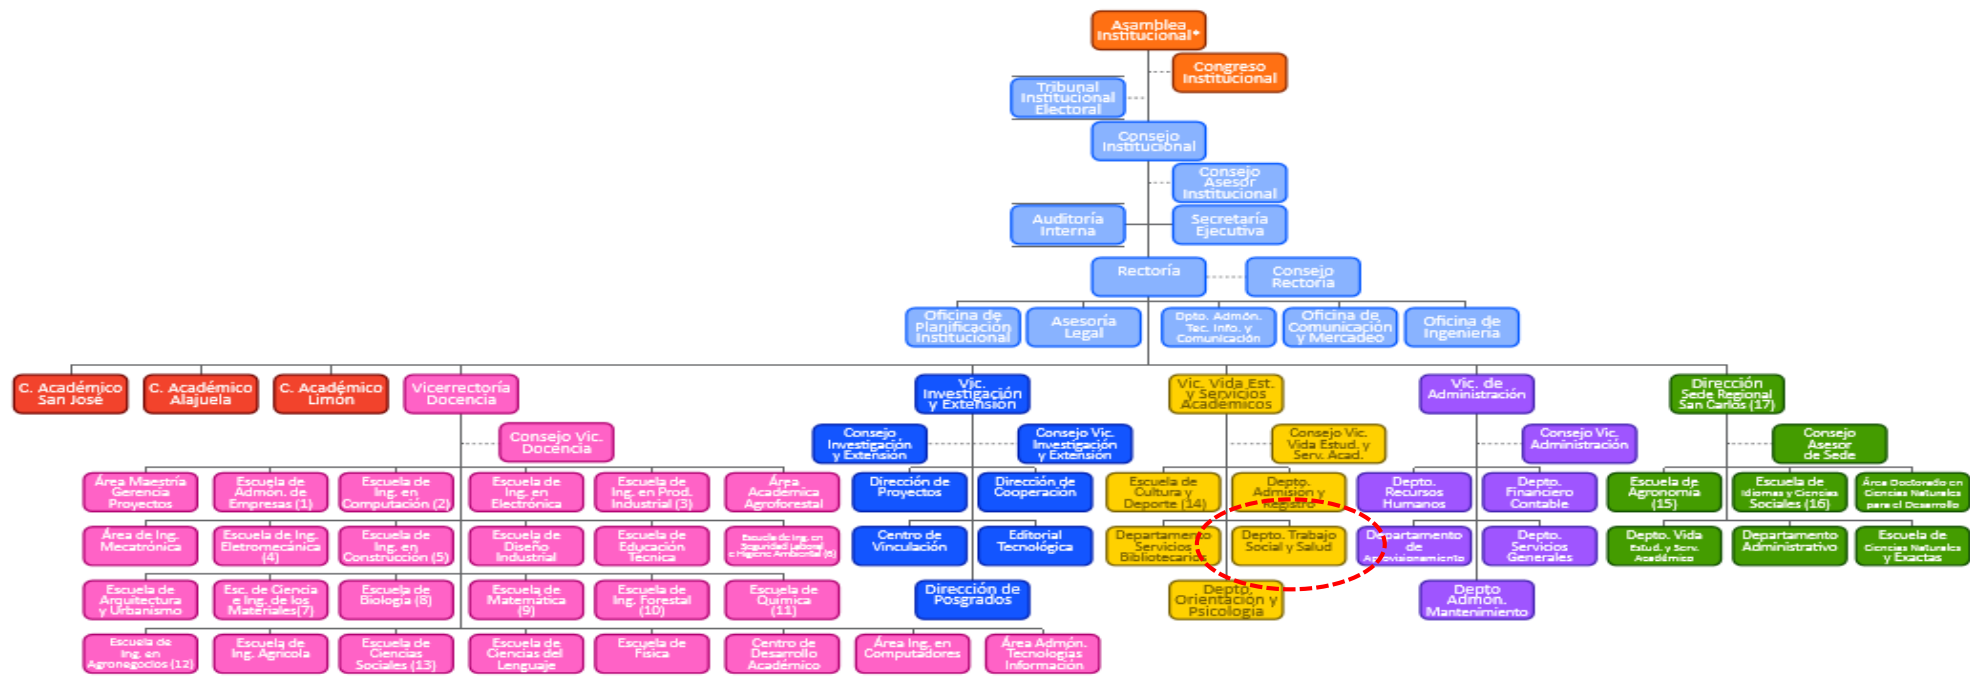 Asamblea
Institucional*
Congreso
Institucional
Tribunal
Institucional
Electoral
Consejo
Institucional
Consejo
Asesor
Institucional
Auditoría
Interna
Secretaría
Ejecutiva
Rectoría
Consejo
Rectoría
Oficina de
Planificación
Institucional
Asesoría
Legal
Dpto. Admón.
Tec. Info. y
Comunicación
Oficina de
Comunicación
y Mercadeo
Oficina de
Ingeniería
C. Académico
San José
C. Académico
Alajuela
C. Académico
Limón
Vicerrectoría
Docencia
Vic.
Investigación
y Extensión
Vic. Vida Est.
y Servicios
Académicos
Vic. de
Administración
Dirección
Sede Regional
San Carlos (17)
Consejo Vic.
Docencia
Consejo
Investigación
y Extensión
Consejo Vic.
Investigación
y Extensión
Consejo Vic.
Vida Estud. y
Serv. Acad.
Consejo Vic.
Administración
Consejo
Asesor
de Sede
Área Maestría
Gerencia
Proyectos
Escuela de
Admón. de
Empresas (1)
Escuela de
Ing. en
Computación (2)
Escuela de
Ing. en
Electrónica
Escuela de
Ing. en Prod.
Industrial (3)
Área
Académica
Agroforestal
Dirección de
Proyectos
Dirección de
Cooperación
Escuela de
Cultura y
Deporte (14)
Depto.
Admisión y
Registro
Depto.
Recursos
Humanos
Depto.
Financiero
Contable
Escuela de
Agronomía
(15)
Escuela de
Idiomas y Ciencias
Sociales (16)
Área Doctorado en
Ciencias Naturales
para el Desarrollo
Área de Ing.
Mecatrónica
Escuela de Ing.
Eletromecánica
(4)
Escuela de
Ing. en
Construcción (5)
Escuela de
Diseño
Industrial
Escuela de
Educación
Técnica
Escuela de Ing. en
Seguridad Laboral
e Higiene Ambiental (6)
Centro de
Vinculación
Editorial
Tecnológica
Departamento
Servicios
Bibliotecarios
Depto. Trabajo
Social y Salud
Departamento
de
Aprovisionamiento
Depto.
Servicios
Generales
Depto. Vida
Estud. y Serv.
Académico
Departamento
Administrativo
Escuela de
Ciencias Naturales
y Exactas
Escuela de
Arquitectura
y Urbanismo
Esc. de Ciencia
e Ing. de los
Materiales(7)
Escuela de
Biología (8)
Escuela de
Matemática
(9)
Escuela de
Ing. Forestal
(10)
Escuela de
Química
(11)
Dirección de
Posgrados
Depto.
Orientación y
Psicología
Depto
Admón.
Mantenimiento
Escuela de
Ing. en
Agronegocios (12)
Escuela de
Ing. Agrícola
Escuela de
Ciencias
Sociales (13)
Escuela de
Ciencias del
Lenguaje
Escuela de
Física
Centro de
Desarrollo
Académico
Área Ing. en
Computadores
Área Admón.
Tecnologías
Información